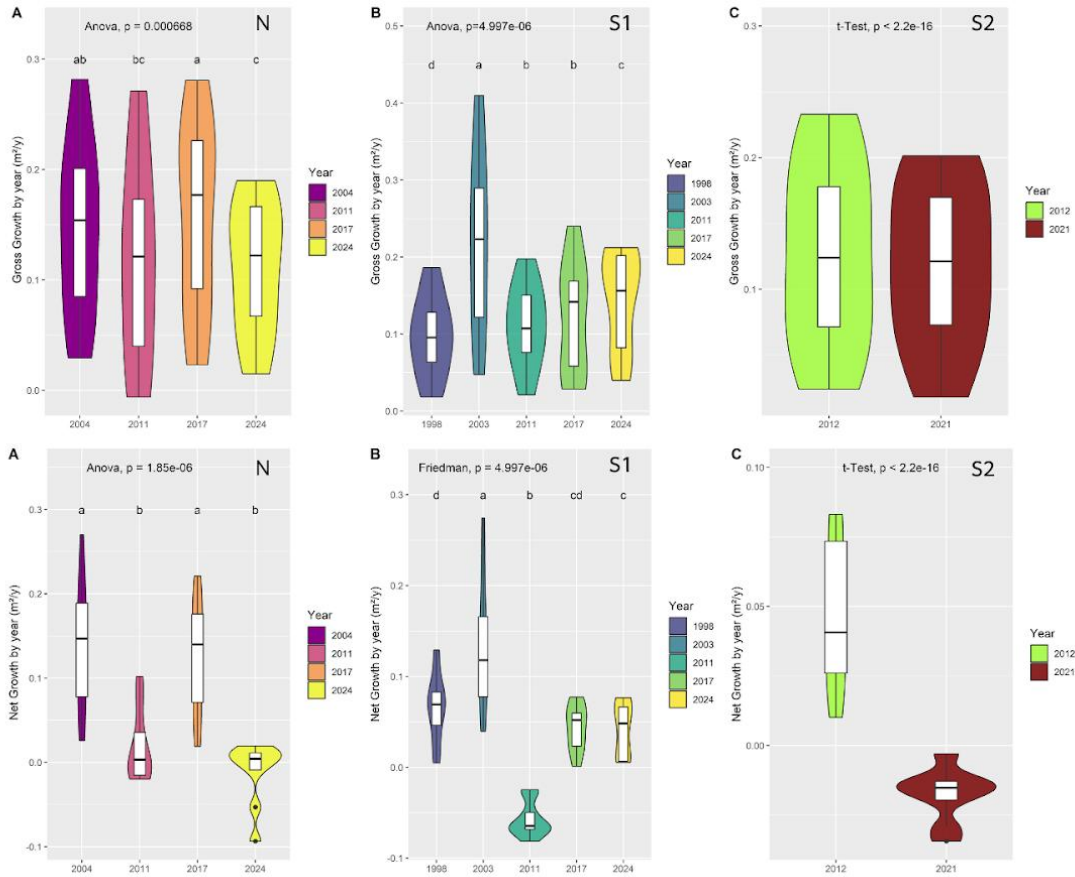 A
Anova, p = 0.000668
N
ab
bc
a
c
0.3
0.2
0.1
0.0
Gross Growth by year (m²/y)
2004
2011
2017
2024
Year
2004
2011
2017
2024
B
Anova, p=4.997e-06
S1
d
a
b
b
c
0.5
0.4
0.3
0.2
0.1
0.0
Gross Growth by year (m²/y)
1998
2003
2011
2017
2024
Year
1998
2003
2011
2017
2024
C
t-Test, p < 2.2e-16
S2
0.3
0.2
0.1
Gross Growth by year (m²/y)
2012
2021
Year
2012
2021
A
Anova, p = 1.85e-06
N
a
b
a
b
0.3
0.2
0.1
0.0
-0.1
Net Growth by year (m²/y)
2004
2011
2017
2024
Year
2004
2011
2017
2024
B
Friedman, p = 4.997e-06
S1
d
a
b
cd
c
0.3
0.2
0.1
0.0
-0.1
Net Growth by year (m²/y)
1998
2003
2011
2017
2024
Year
1998
2003
2011
2017
2024
C
t-Test, p < 2.2e-16
S2
0.10
0.05
0.00
Net Growth by year (m²/y)
2012
2021
Year
2012
2021